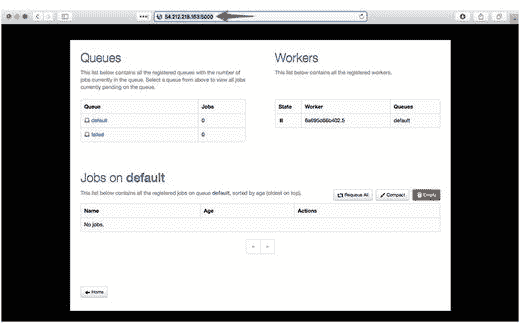 54.212.218.163:5000
Queues
This list below contains all the registered queues with the number of
jobs currently in the queue. Select a queue from above to view all jobs
currently pending on the queue.
Queue Jobs
default 0
failed 0
Workers
This list below contains all the registered workers.
State Worker Queues
6a695d66b402.5 default
Jobs on default
This list below contains all the registered jobs on queue default, sorted by age (oldest on top).
Requeue All Compact Empty
Name Age Actions
No jobs.
« »
Home